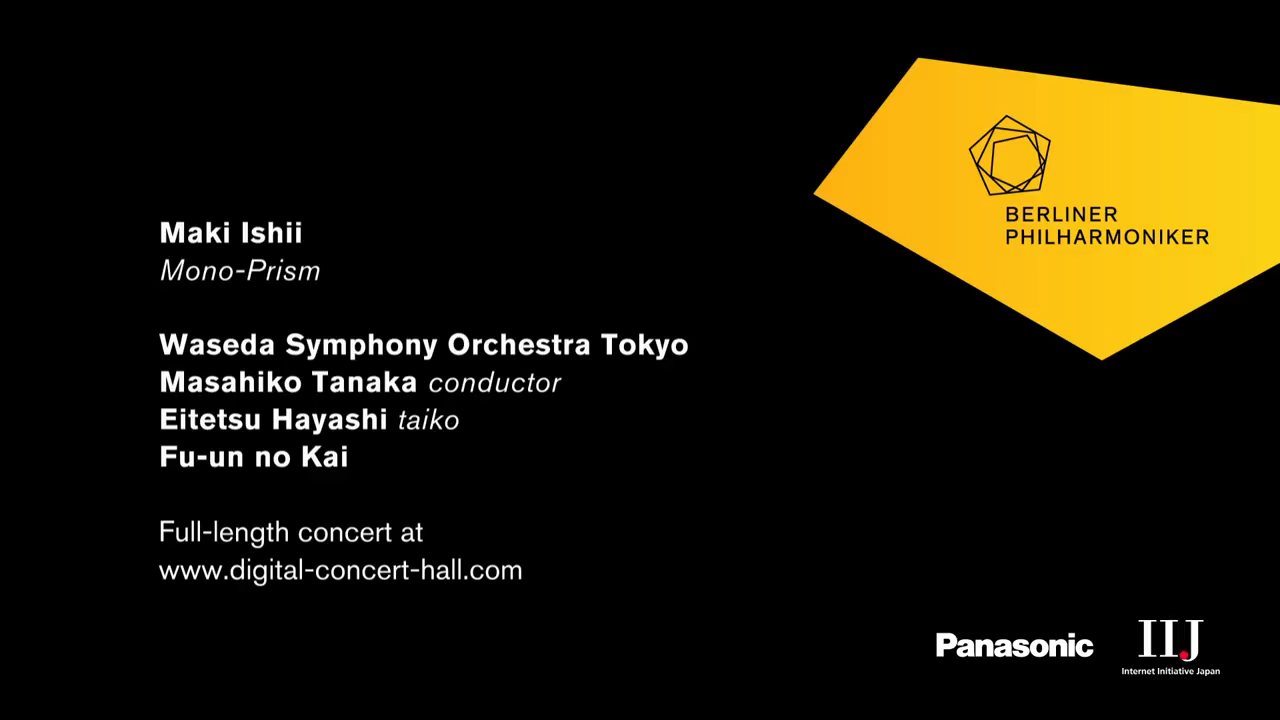 BERLINER
PHILHARMONIKER
Maki Ishii
Mono-Prism
Waseda Symphony Orchestra Tokyo
Masahiko Tanaka conductor
Eitetsu Hayashi taiko
Fu-un no Kai
Full-length concert at
www.digital-concert-hall.com
Panasonic
IIJ
Internet Initiative Japan